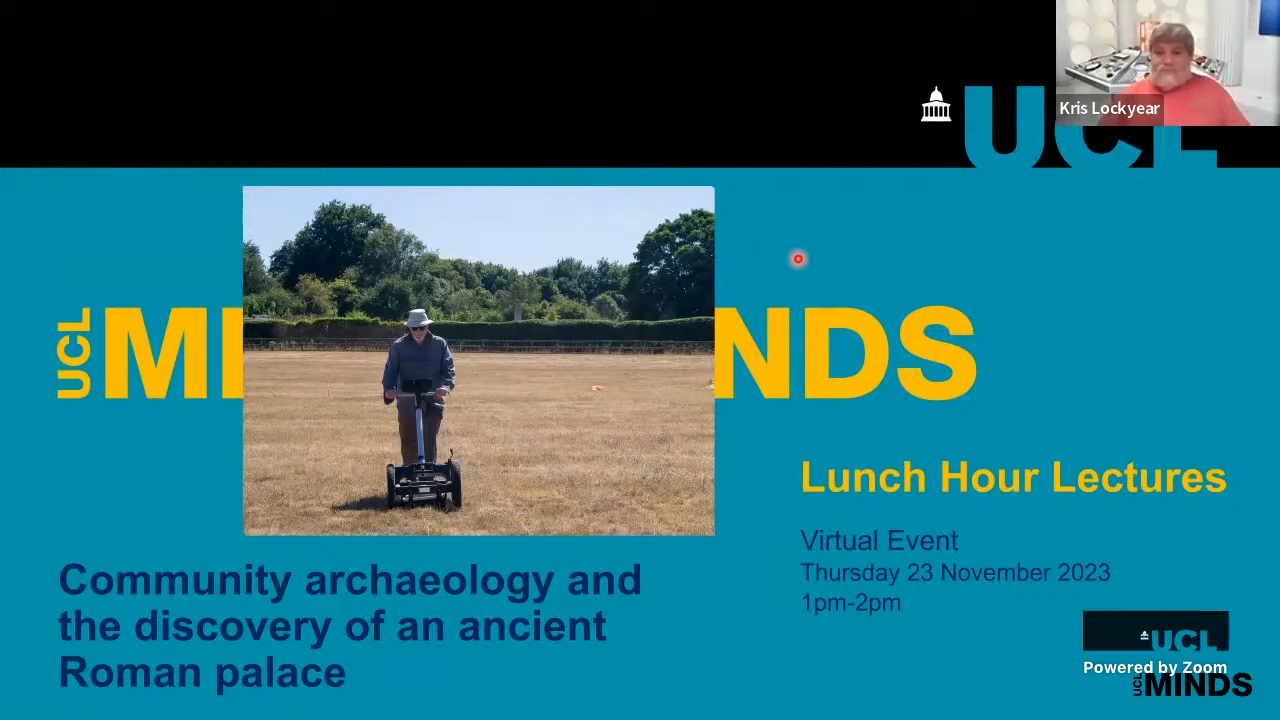 Kris Lockyear
UCL
UCL
MI
NDS
Lunch Hour Lectures
Virtual Event
Thursday 23 November 2023
1pm-2pm
Community archaeology and
the discovery of an ancient
Roman palace
UCL
Powered by Zoom
UCL
MINDS